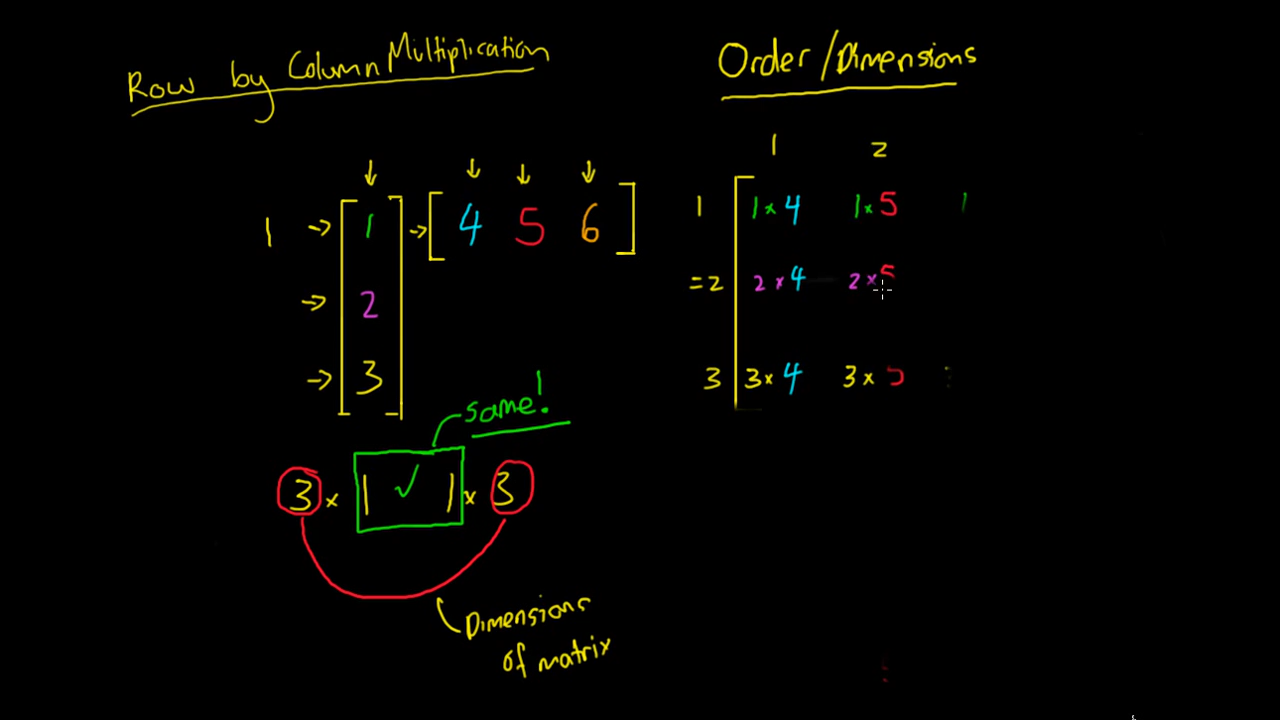 Row by Column Multiplication
Order/Dimensions
1 2
1 → [1] → [4 5 6] 1 [1×4 1×5 1
→ [2] =2 [2×4 2×5
→ [3] 3 [3×4 3×5
same!
3 × 1 ✓ 1 × 3
Dimensions
of matrix